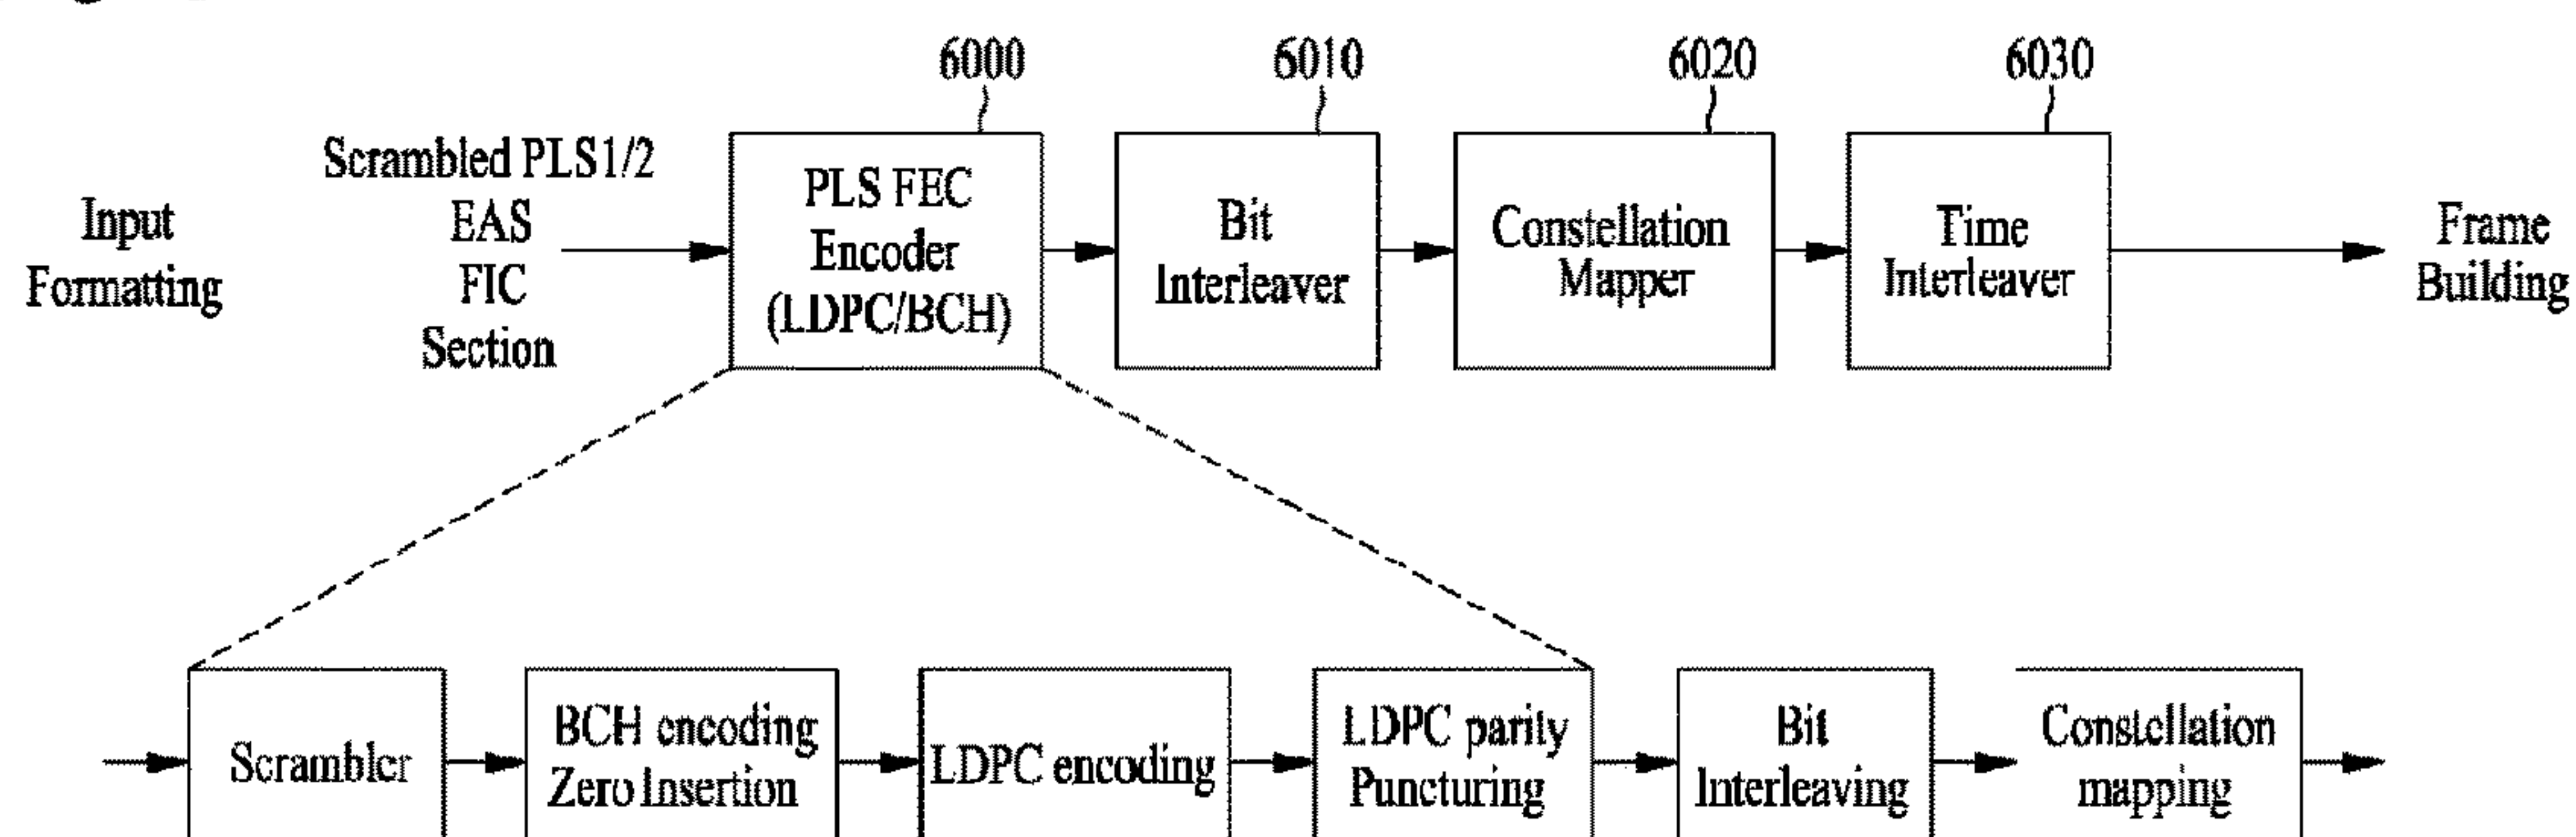 6000
6010
6020
6030
Input
Formatting
Scrambled PLS1/2
EAS
FIC
Section
PLS FEC
Encoder
(LDPC/BCH)
Bit
Interleaver
Constellation
Mapper
Time
Interleaver
Frame
Building
Scrambler
BCH encoding
Zero Insertion
LDPC encoding
LDPC parity
Puncturing
Bit
Interleaving
Constellation
mapping